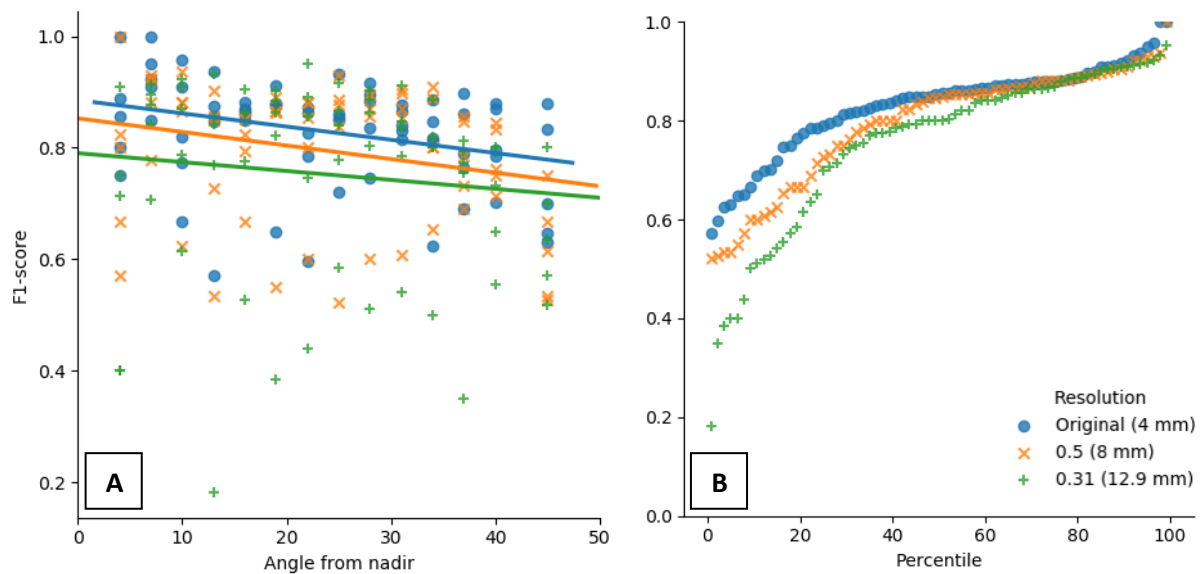 1.0
0.8
0.6
0.4
0.2
F1-score
0
10
20
30
40
50
Angle from nadir
A
1.0
0.8
0.6
0.4
0.2
0.0
0
20
40
60
80
100
Percentile
B
Resolution
Original (4 mm)
0.5 (8 mm)
0.31 (12.9 mm)